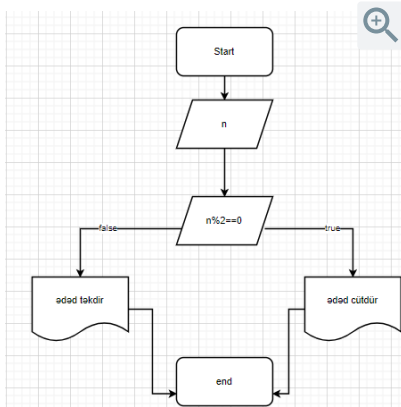 Start
n
n%2==0
false
true
ədəd təkdir
ədəd cütdür
end